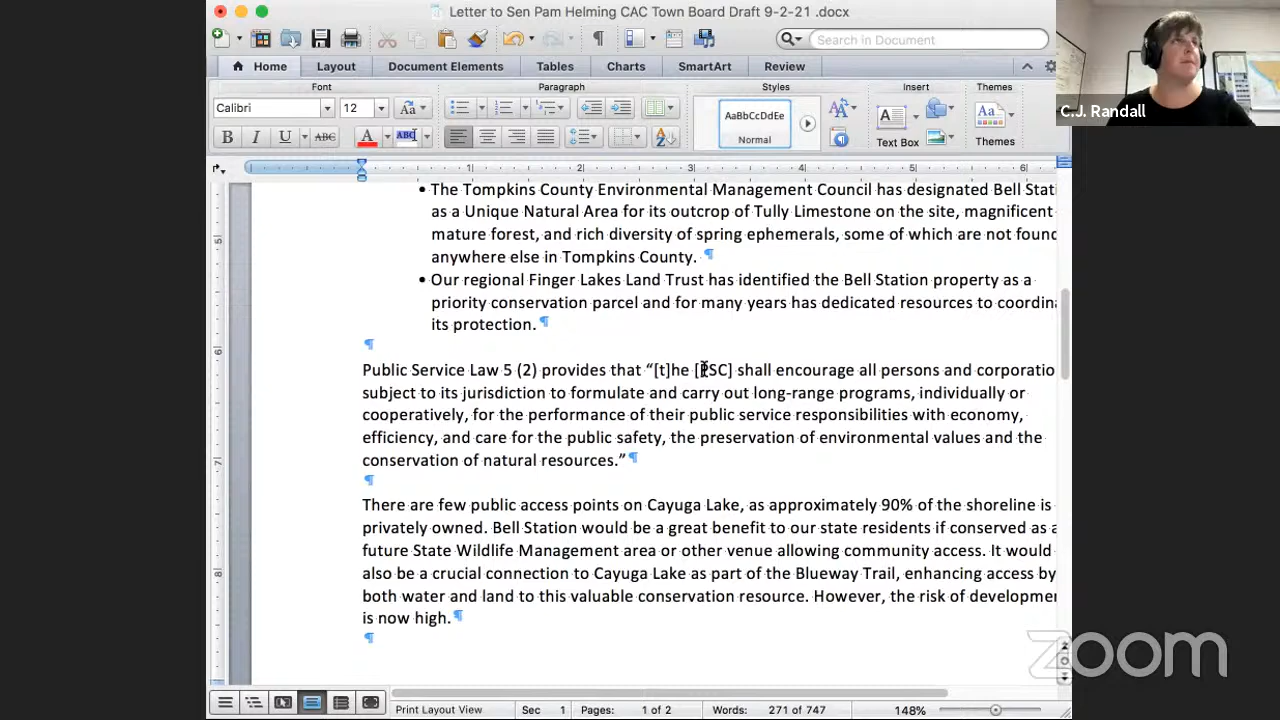 Letter to Sen Pam Helming CAC Town Board Draft 9-2-21 .docx
Search in Document
Home Layout Document Elements Tables Charts SmartArt Review
Font Paragraph Styles Insert Themes
Calibri 12 Aa AaBbCcDdEe
B I U ABC A ABC Normal Text Box Themes
C.J. Randall
1 2 3 4 5 6
• The Tompkins County Environmental Management Council has designated Bell Stati
as a Unique Natural Area for its outcrop of Tully Limestone on the site, magnificent
mature forest, and rich diversity of spring ephemerals, some of which are not found
anywhere else in Tompkins County. ¶
• Our regional Finger Lakes Land Trust has identified the Bell Station property as a
priority conservation parcel and for many years has dedicated resources to coordina
its protection. ¶
¶
Public Service Law 5 (2) provides that “[t]he [PSC] shall encourage all persons and corporatio
subject to its jurisdiction to formulate and carry out long-range programs, individually or
cooperatively, for the performance of their public service responsibilities with economy,
efficiency, and care for the public safety, the preservation of environmental values and the
conservation of natural resources.” ¶
¶
There are few public access points on Cayuga Lake, as approximately 90% of the shoreline is
privately owned. Bell Station would be a great benefit to our state residents if conserved as a
future State Wildlife Management area or other venue allowing community access. It would
also be a crucial connection to Cayuga Lake as part of the Blueway Trail, enhancing access by
both water and land to this valuable conservation resource. However, the risk of developmen
is now high. ¶
¶
zoom
Print Layout View Sec 1 Pages: 1 of 2 Words: 271 of 747 148%